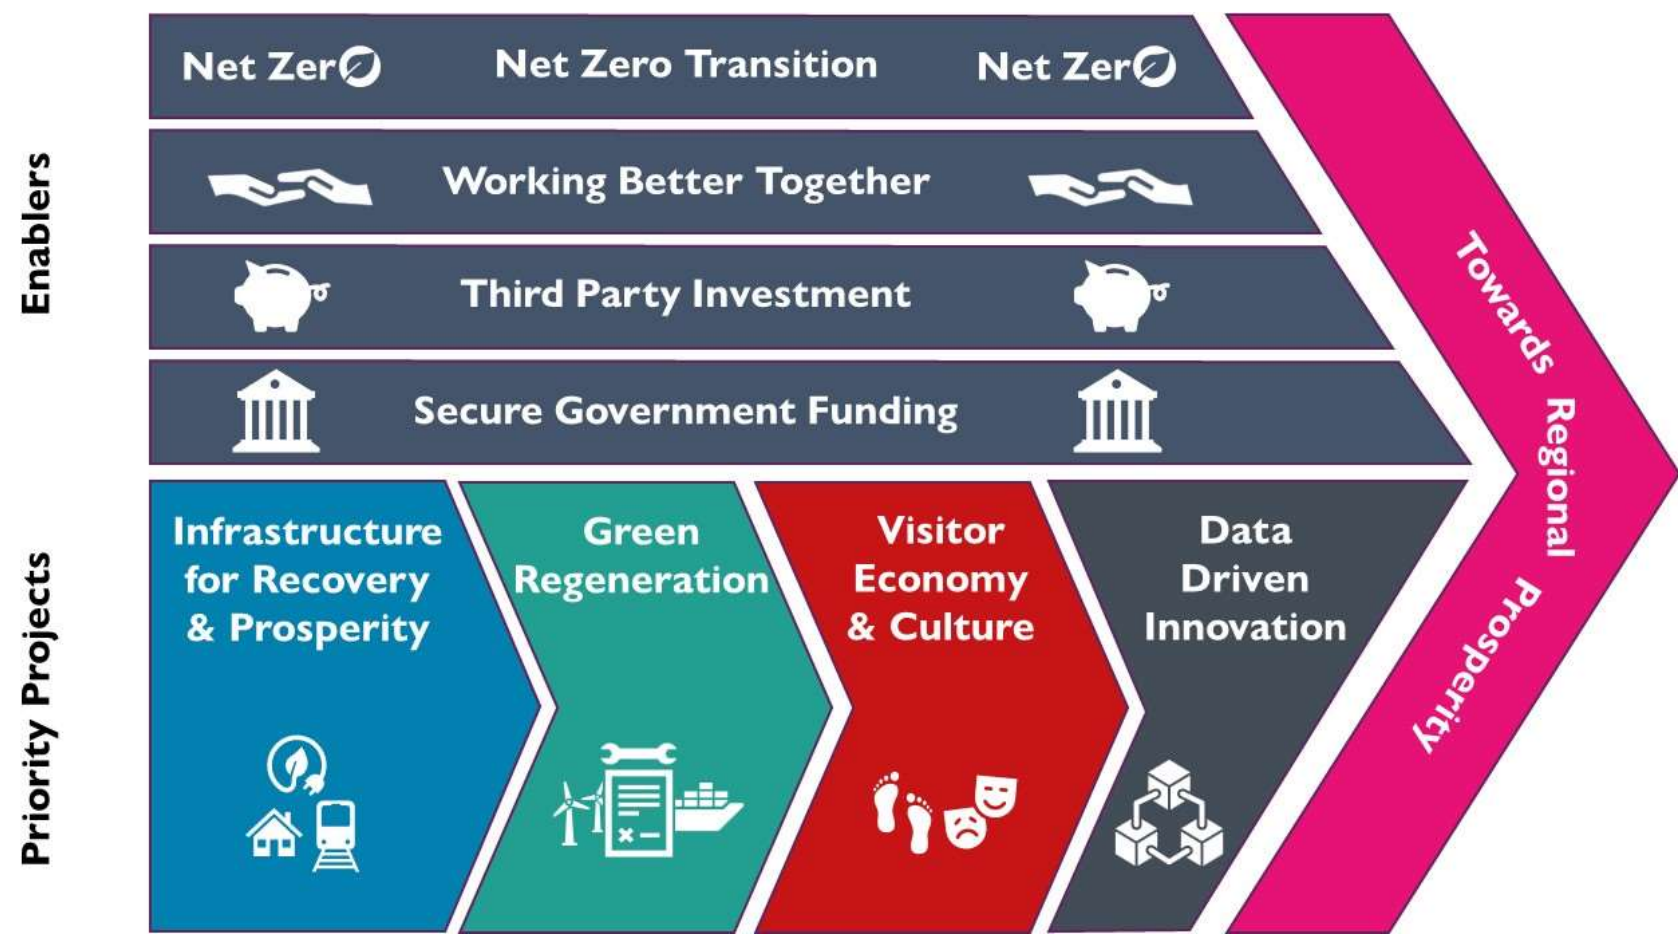 Enablers
Net Zero
Net Zero Transition
Net Zero
Working Better Together
Third Party Investment
Secure Government Funding
Priority Projects
Infrastructure
for Recovery
& Prosperity
Green
Regeneration
Visitor
Economy
& Culture
Data
Driven
Innovation
Towards Regional Prosperity